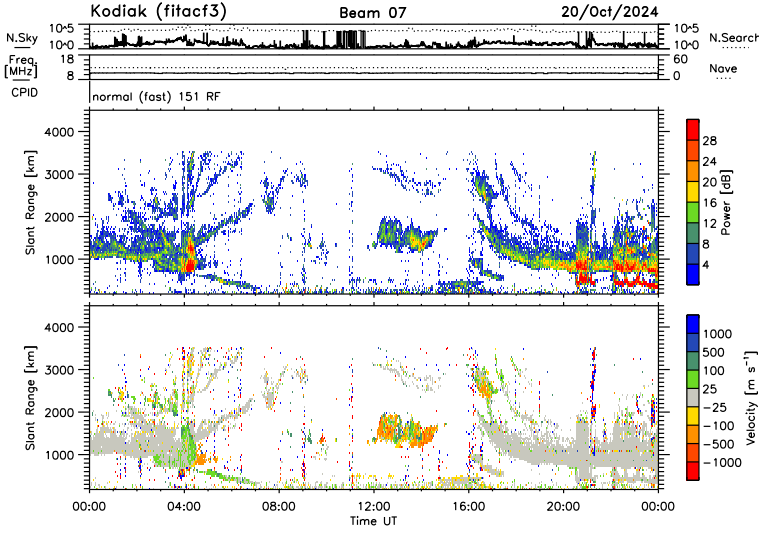 Kodiak (fitacf3) Beam 07 20/Oct/2024
N.Sky 10^5 10^0 10^5 10^0 N.Search
Freq. [MHz] 18 8 60 0 Nave
CPID normal (fast) 151 RF
Slant Range [km] 4000 3000 2000 1000
Power [dB] 28 24 20 16 12 8 4
Slant Range [km] 4000 3000 2000 1000
Velocity [m s⁻¹] 1000 500 100 25 −25 −100 −500 −1000
00:00 04:00 08:00 12:00 16:00 20:00 00:00
Time UT